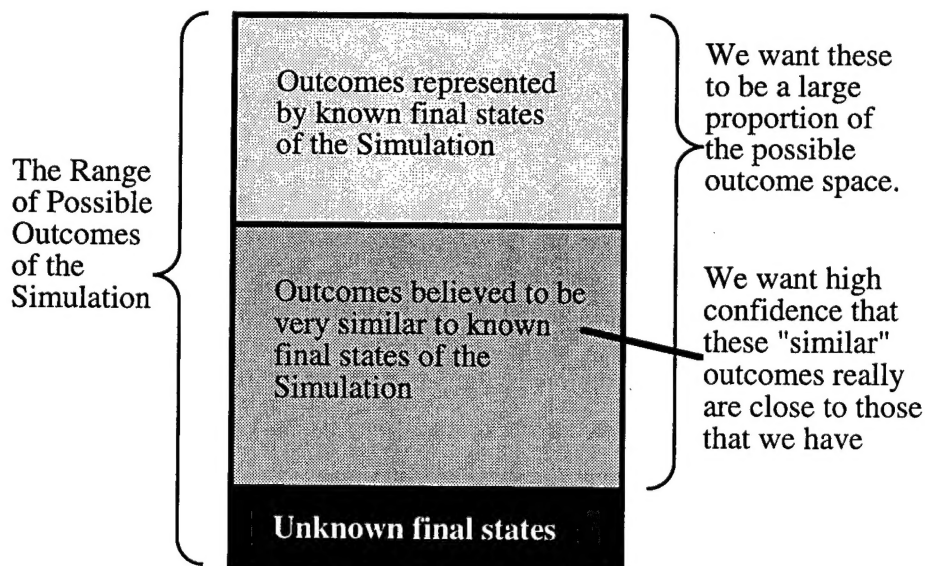 The Range
of Possible
Outcomes
of the
Simulation
Outcomes represented
by known final states
of the Simulation
Outcomes believed to be
very similar to known
final states of the
Simulation
Unknown final states
We want these
to be a large
proportion of
the possible
outcome space.
We want high
confidence that
these "similar"
outcomes really
are close to those
that we have